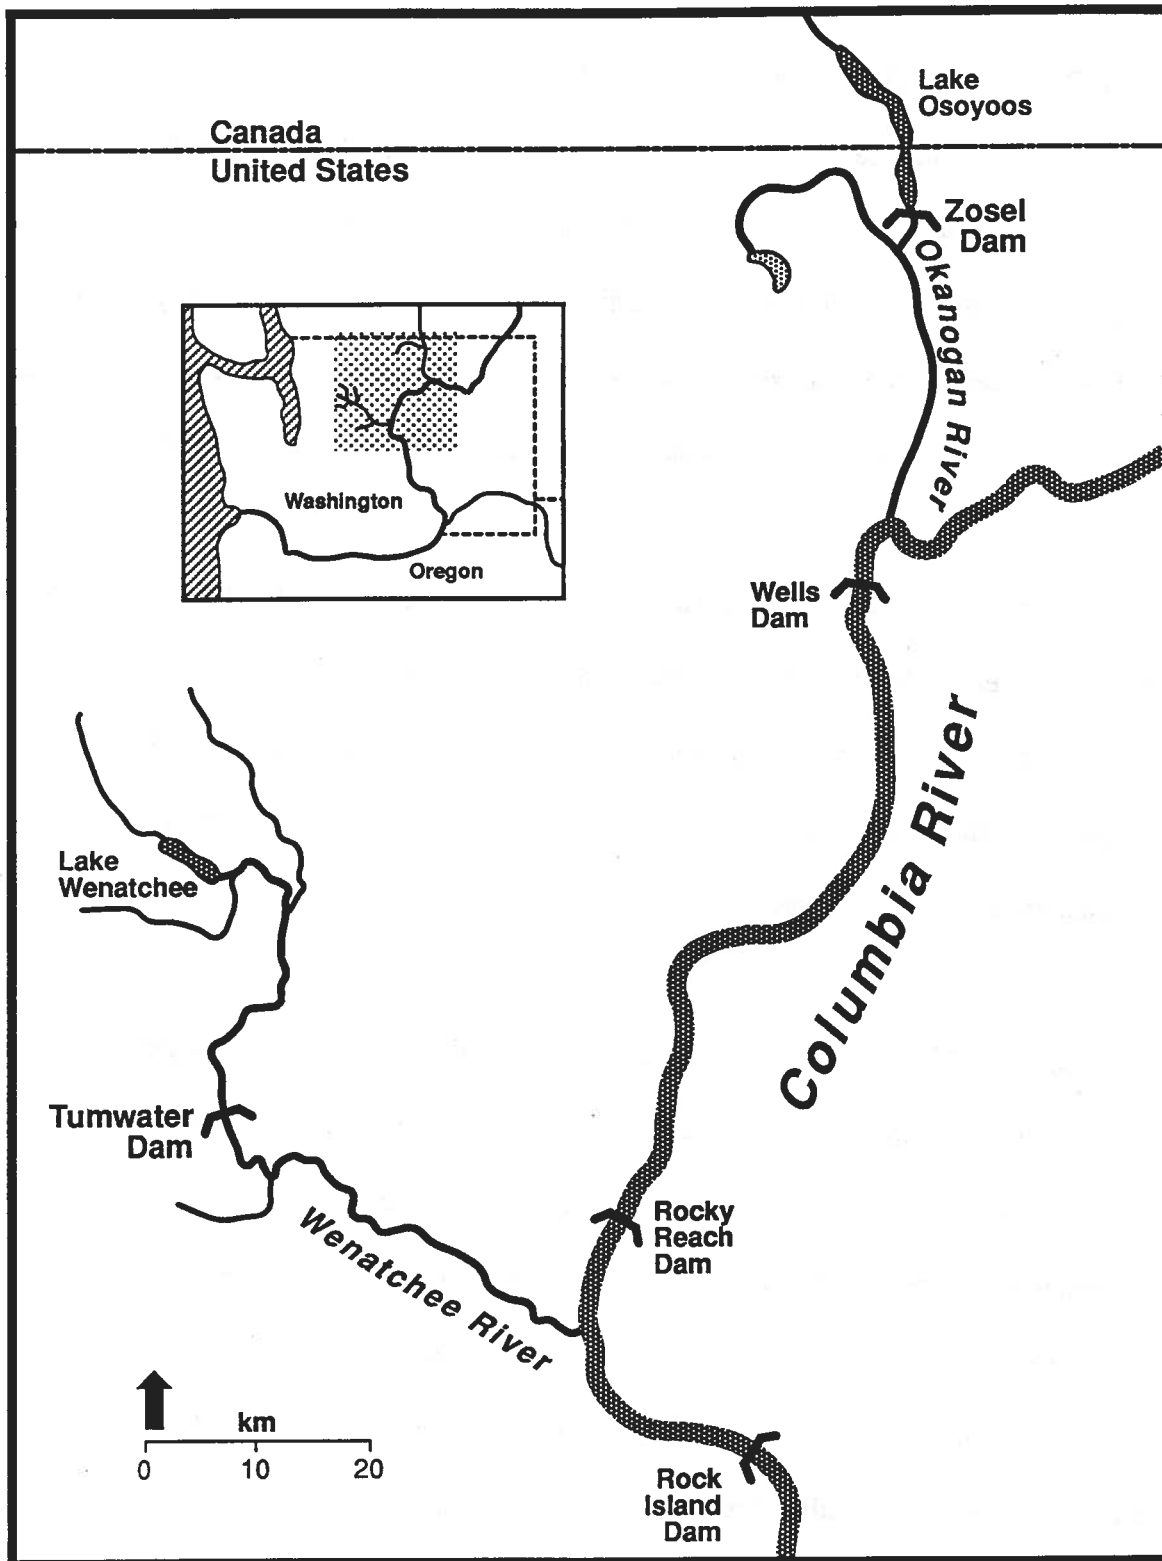 Lake
Osoyoos
Canada
United States
Zosel
Dam
Okanogan River
Washington
Oregon
Wells
Dam
Columbia River
Lake
Wenatchee
Tumwater
Dam
Rocky
Reach
Dam
Wenatchee River
km
0 10 20
Rock
Island
Dam